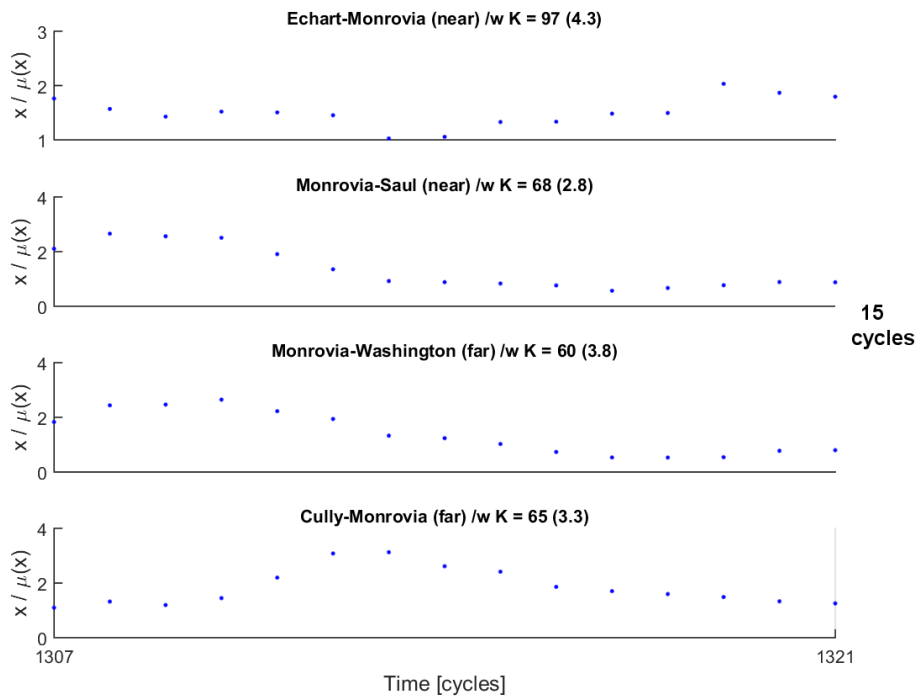 Echart-Monrovia (near) /w K = 97 (4.3)
3
2
1
x / μ(x)
Monrovia-Saul (near) /w K = 68 (2.8)
4
2
0
x / μ(x)
15
cycles
Monrovia-Washington (far) /w K = 60 (3.8)
4
2
0
x / μ(x)
Cully-Monrovia (far) /w K = 65 (3.3)
4
2
0
x / μ(x)
1307
1321
Time [cycles]